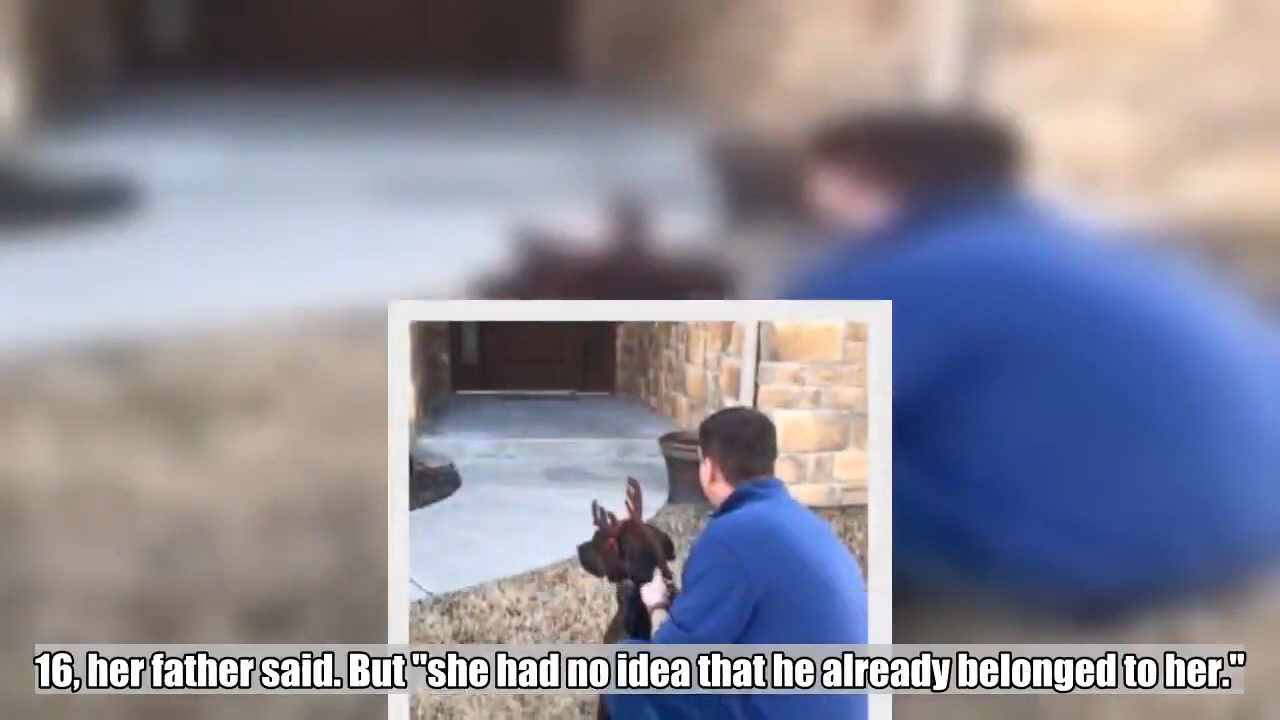 16, her father said. But "she had no idea that he already belonged to her."